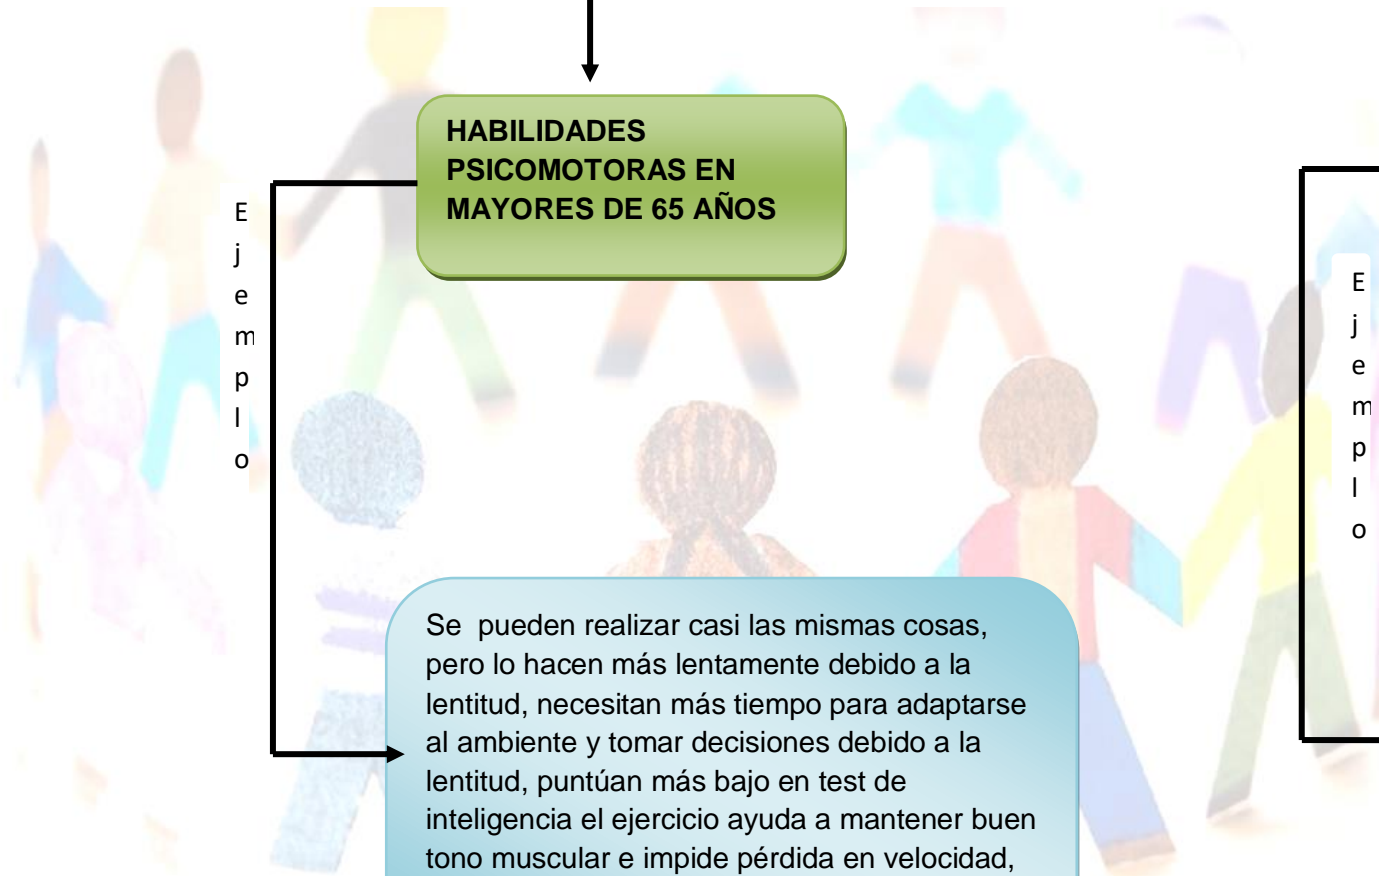 HABILIDADES
PSICOMOTORAS EN
MAYORES DE 65 AÑOS
E
j
e
m
p
l
o
E
j
e
m
p
l
o
Se pueden realizar casi las mismas cosas,
pero lo hacen más lentamente debido a la
lentitud, necesitan más tiempo para adaptarse
al ambiente y tomar decisiones debido a la
lentitud, puntúan más bajo en test de
inteligencia el ejercicio ayuda a mantener buen
tono muscular e impide pérdida en velocidad,